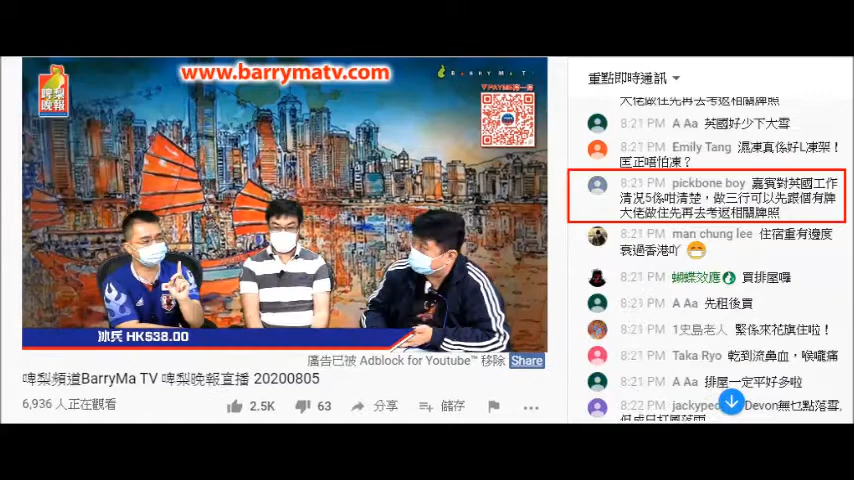 www.barrymatv.com
BARRYMATV
啤梨
晚報
冰兵 HK$38.00
廣告已被 Adblock for Youtube™ 移除 Share
啤梨頻道BarryMa TV 啤梨晚報直播 20200805
6,936 人正在觀看
2.5K 63 分享 儲存
重點即時通訊
大佬做住先再去考返相關牌照
8:21 PM A Aa 英國好少下大雪
8:21 PM Emily Tang 濕凍真係好L凍架！
匡正唔怕凍？
8:21 PM pickbone boy 嘉賓對英國工作
清况5係咁清楚，做三行可以先跟個有牌
大佬做住先再去考返相關牌照
8:21 PM man chung lee 住宿重有邊度
衰過香港吖
8:21 PM 蝴蝶效應 買排屋囉
8:21 PM A Aa 先租後買
8:21 PM 1史島老人 緊係來花旗住啦！
8:21 PM Taka Ryo 乾到流鼻血，喉嚨痛
8:21 PM A Aa 排屋一定平好多啦
8:22 PM jackype Devon無乜點落雪,